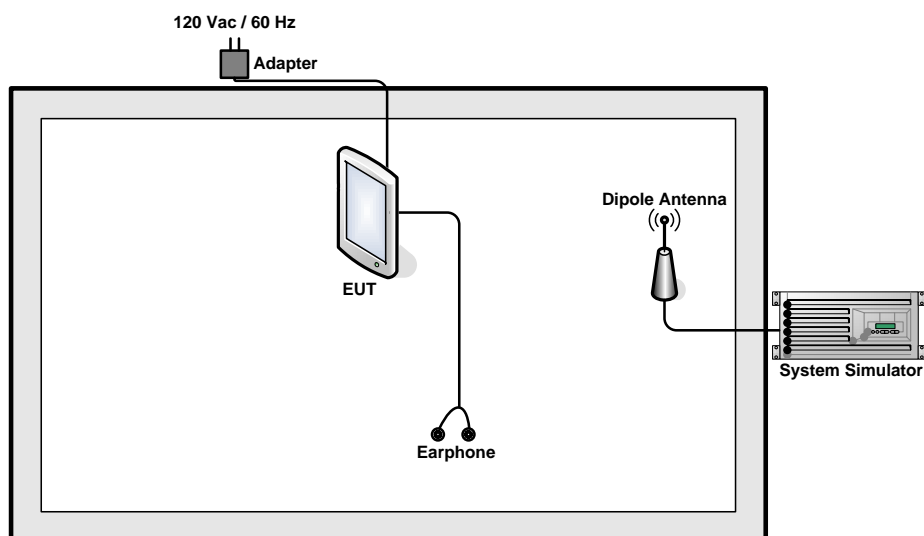 120 Vac / 60 Hz
Adapter
Dipole Antenna
EUT
System Simulator
Earphone